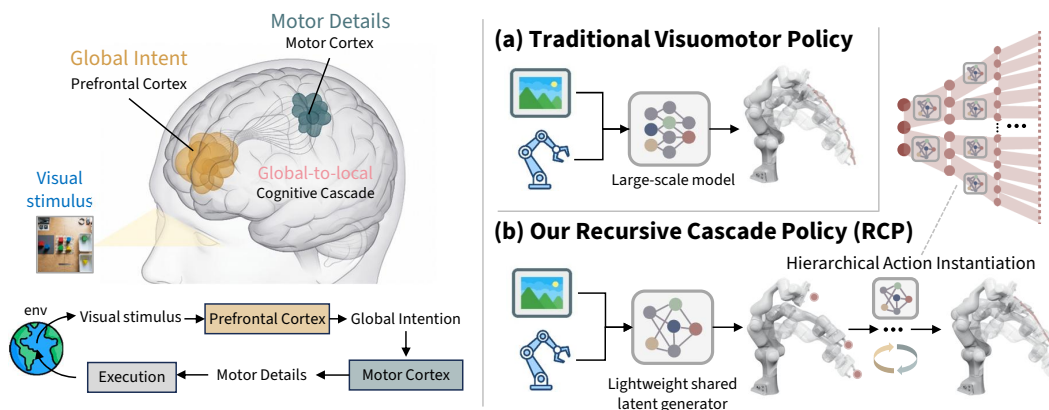 Motor Details
Motor Cortex
Global Intent
Prefrontal Cortex
Global-to-local
Cognitive Cascade
Visual
stimulus
env
Visual stimulus
Prefrontal Cortex
Global Intention
Execution
Motor Details
Motor Cortex
(a) Traditional Visuomotor Policy
Large-scale model
(b) Our Recursive Cascade Policy (RCP)
Hierarchical Action Instantiation
Lightweight shared
latent generator